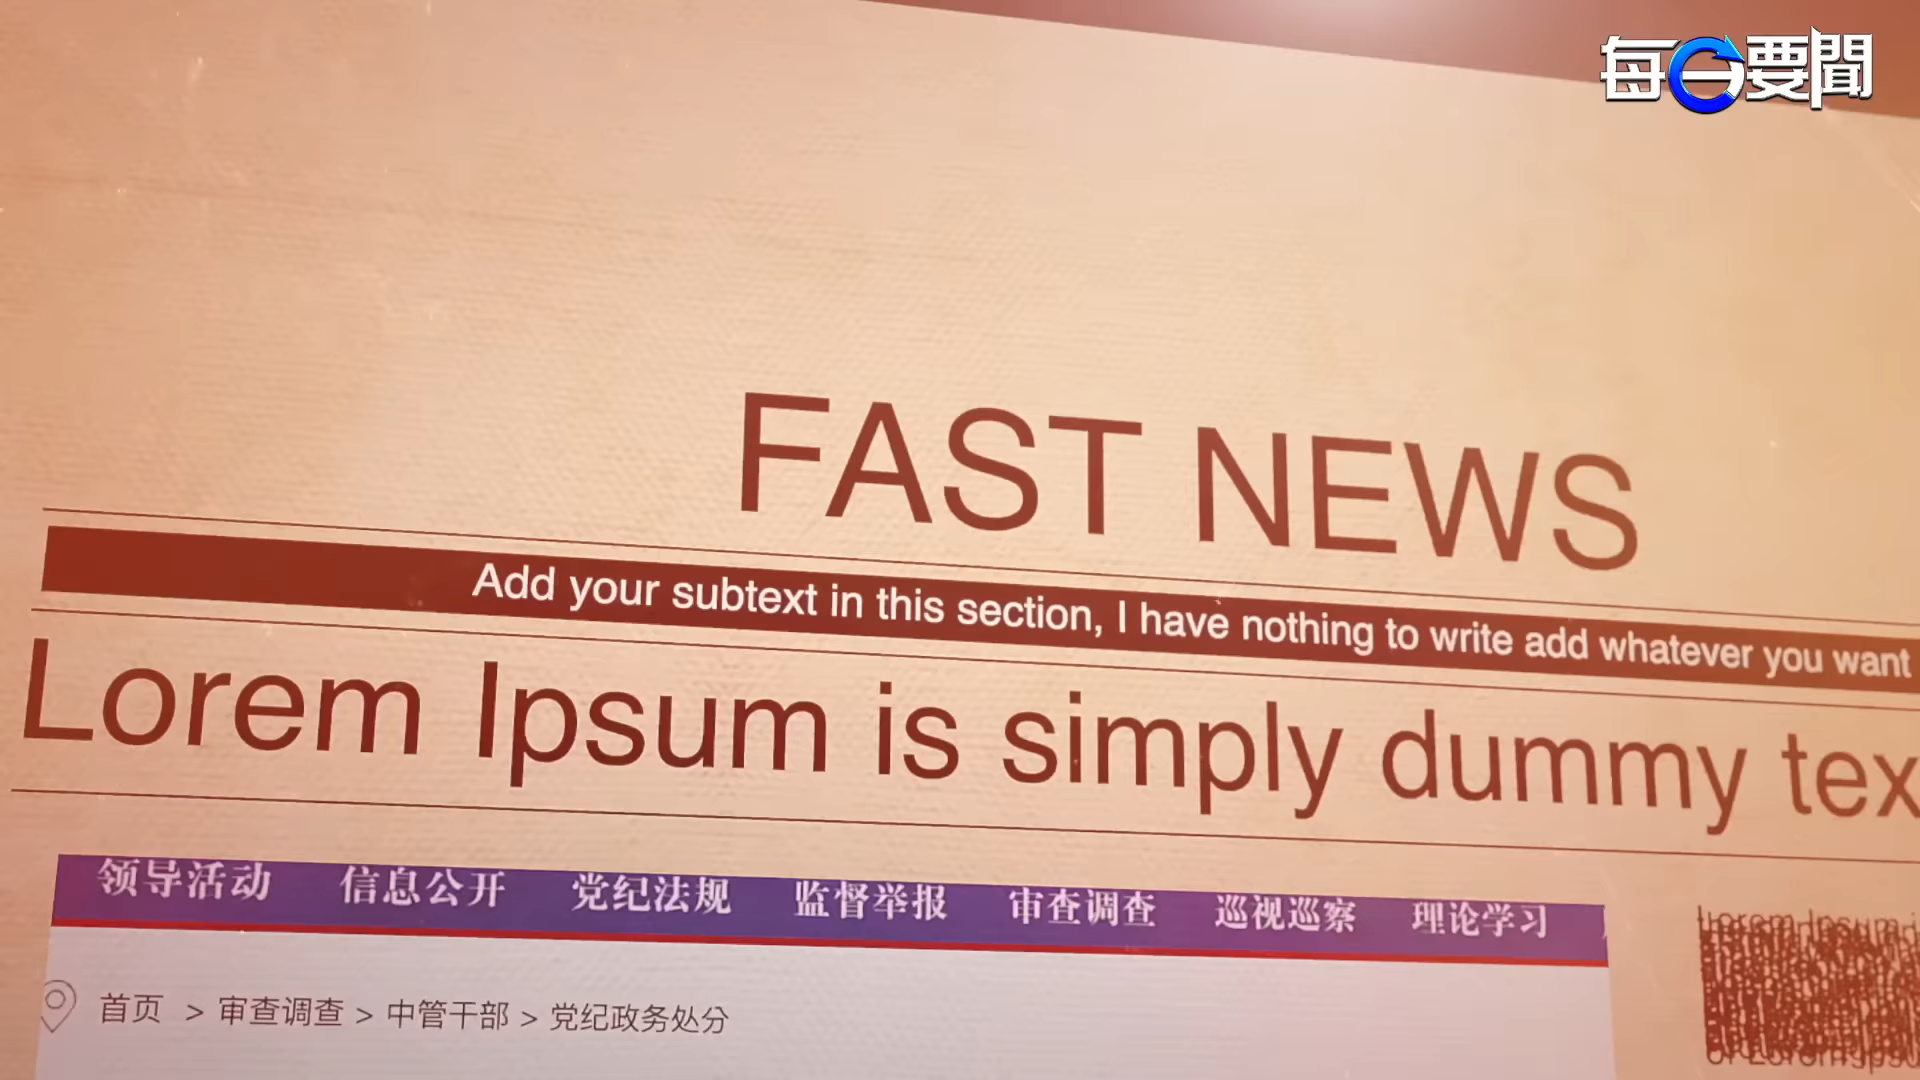 每日要聞
FAST NEWS
Add your subtext in this section, I have nothing to write add whatever you want
Lorem Ipsum is simply dummy tex
领导活动 信息公开 党纪法规 监督举报 审查调查 巡视巡察 理论学习
首页 > 审查调查 > 中管干部 > 党纪政务处分
Lorem Ipsum i